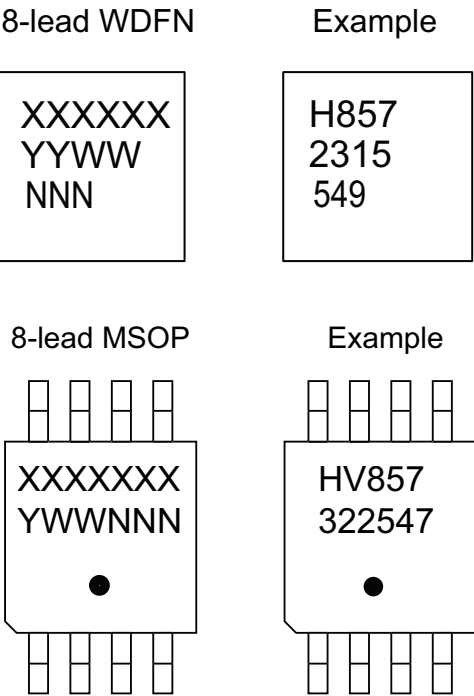 8-lead WDFN Example
XXXXXX H857
YYWW 2315
NNN 549
8-lead MSOP Example
XXXXXXX HV857
YWWNNN 322547